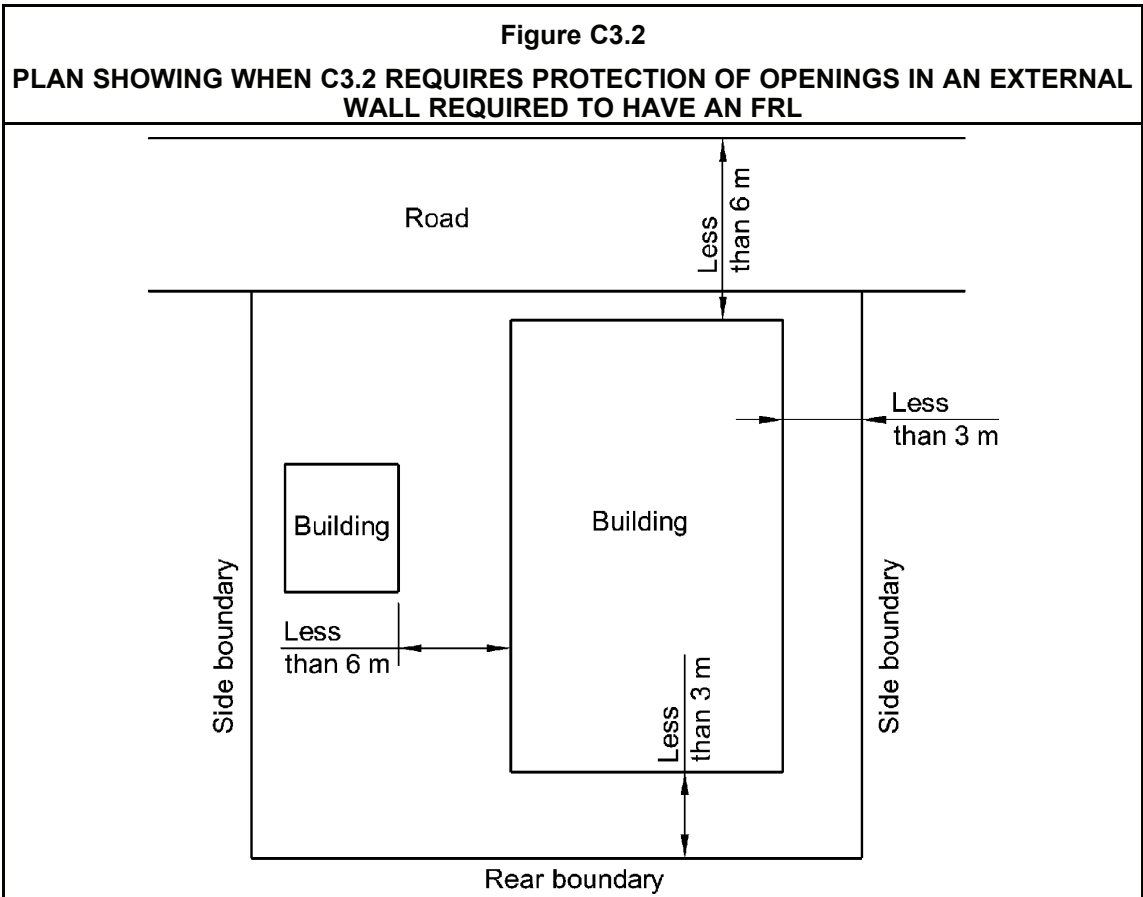 Figure C3.2
PLAN SHOWING WHEN C3.2 REQUIRES PROTECTION OF OPENINGS IN AN EXTERNAL
WALL REQUIRED TO HAVE AN FRL
Road
Less
than 6 m
Less
than 3 m
Building
Building
Side boundary
Less
than 6 m
Less
than 3 m
Side boundary
Rear boundary